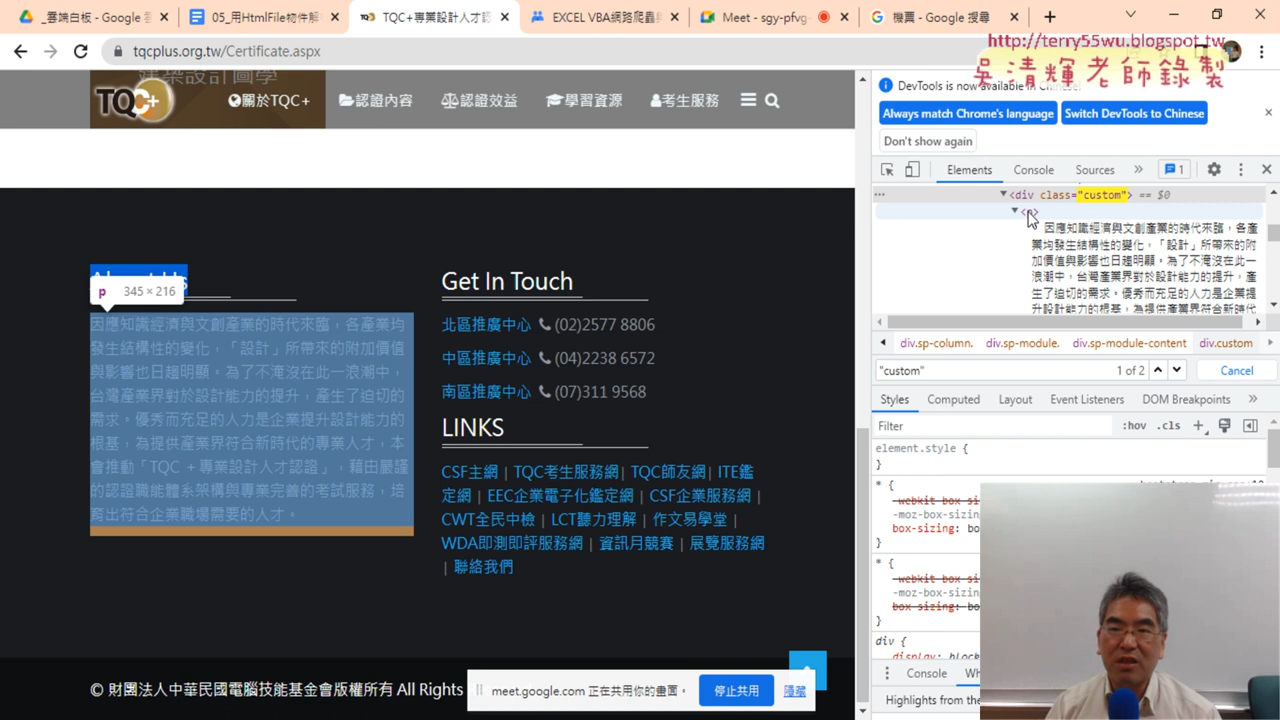 _雲端白板 - Google 雲
05_用HtmlFile物件解
TQC+專業設計人才認
EXCEL VBA網路爬蟲
Meet - sgy-pfvg
機票 - Google 搜尋
tqcplus.org.tw/Certificate.aspx
http://terry55wu.blogspot.tw
吳清輝老師錄製
建築設計圖學
TQC+
關於TQC+
認證內容
認證效益
學習資源
考生服務
p 345 × 216
因應知識經濟與文創產業的時代來臨，各產業均
發生結構性的變化，「設計」所帶來的附加價值
與影響也日趨明顯。為了不淹沒在此一浪潮中，
台灣產業界對於設計能力的提升，產生了迫切的
需求。優秀而充足的人力是企業提升設計能力的
根基，為提供產業界符合新時代的專業人才，本
會推動「TQC +專業設計人才認證」，藉由嚴謹
的認證職能體系架構與專業完善的考試服務，培
育出符合企業職場需要的人才。
Get In Touch
北區推廣中心 (02)2577 8806
中區推廣中心 (04)2238 6572
南區推廣中心 (07)311 9568
LINKS
CSF主網 | TQC考生服務網| TQC師友網| ITE鑑
定網 | EEC企業電子化鑑定網 | CSF企業服務網 |
CWT全民中檢 | LCT聽力理解 | 作文易學堂 |
WDA即測即評服務網 | 資訊月競賽 | 展覽服務網
| 聯絡我們
© 財團法人中華民國電腦技能基金會版權所有 All Rights
meet.google.com 正在共用你的畫面。
停止共用
隱藏
DevTools is now available in Chinese!
Always match Chrome's language
Switch DevTools to Chinese
Don't show again
Elements
Console
Sources
»
1
<div class="custom"> == $0
因應知識經濟與文創產業的時代來臨，各產
業均發生結構性的變化，「設計」所帶來的附
加價值與影響也日趨明顯。為了不淹沒在此一
浪潮中，台灣產業界對於設計能力的提升，產
生了迫切的需求。優秀而充足的人力是企業提
升設計能力的根基，為提供產業界符合新時代
div.sp-column.
div.sp-module.
div.sp-module-content
div.custom
"custom"
1 of 2
Cancel
Styles
Computed
Layout
Event Listeners
DOM Breakpoints
»
Filter
:hov .cls
element.style {
}
* {
-webkit-box-siz
-moz-box-sizin
box-sizing: bo
}
* {
-webkit-box-siz
-moz-box-sizin
box-sizing: bo
}
div {
display: block
Console
Highlights from the